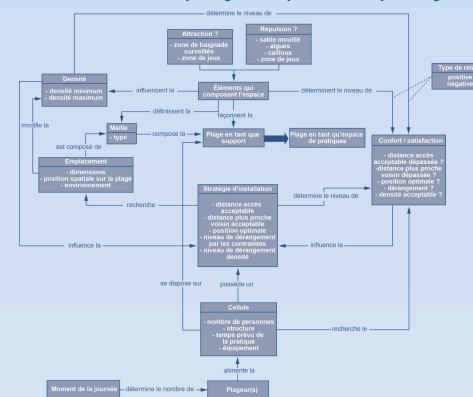 détermine le niveau de
Attraction ?
- zone de baignade
surveillée
- zone de jeux
Répulsion ?
- sable mouillé
- algues
- cailloux
- zone de jeux
Type de rela
positive
négative
Densité
- densité minimum
- densité maximum
influencent la
Éléments qui
composent l'espace
déterminent le niveau de
définissent la
façonnent la
modifie la
Maille
- type
compose la
Plage en tant que
support
Plage en tant qu'espace
de pratiques
Confort / satisfaction
- distance accès
acceptable dépassée ?
-distance plus proche
voisin dépassée ?
- position optimale ?
- dérangement ?
- densité acceptable ?
est composé de
Emplacement
- dimensions
- position spatiale sur la plage
- environnement
recherche
Stratégie d'installation
- distance accès
acceptable
- distance plus proche
voisin acceptable
- position optimale
- niveau de dérangement
par les contraintes
- niveau de dérangement
densité
détermine le niveau de
influence la
influence la
se dispose sur
possède un
Cellule
- nombre de personnes
- structure
- temps prévu de
la pratique
- équipement
recherche le
alimente la
Moment de la journée
détermine le nombre de
Plageur(s)